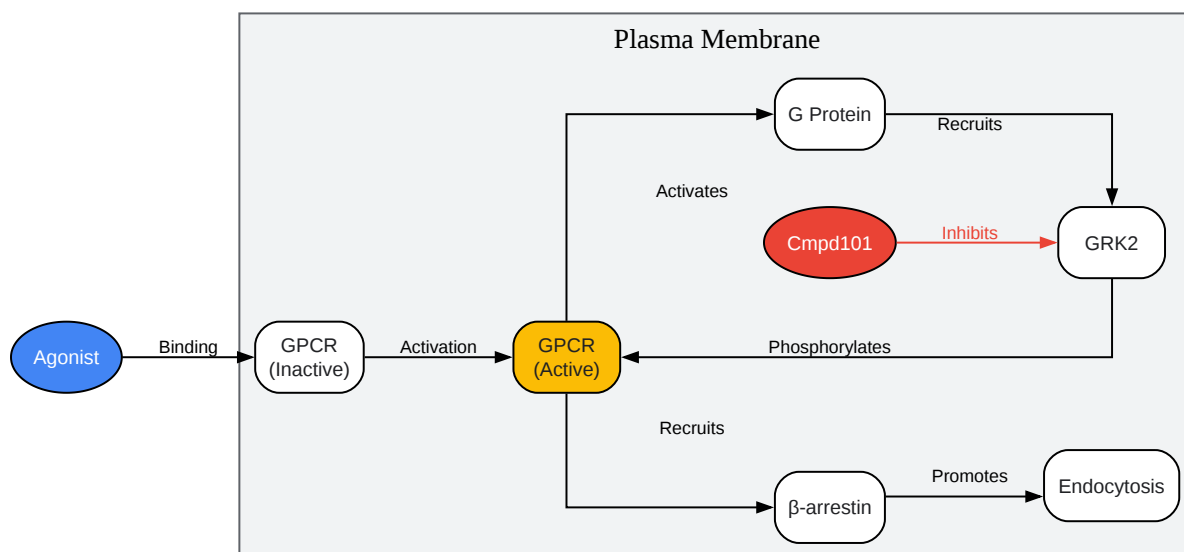 Plasma Membrane
G Protein
Recruits
Activates
Cmpd101
Inhibits
GRK2
Agonist
Binding
GPCR
(Inactive)
Activation
GPCR
(Active)
Phosphorylates
Recruits
β-arrestin
Promotes
Endocytosis